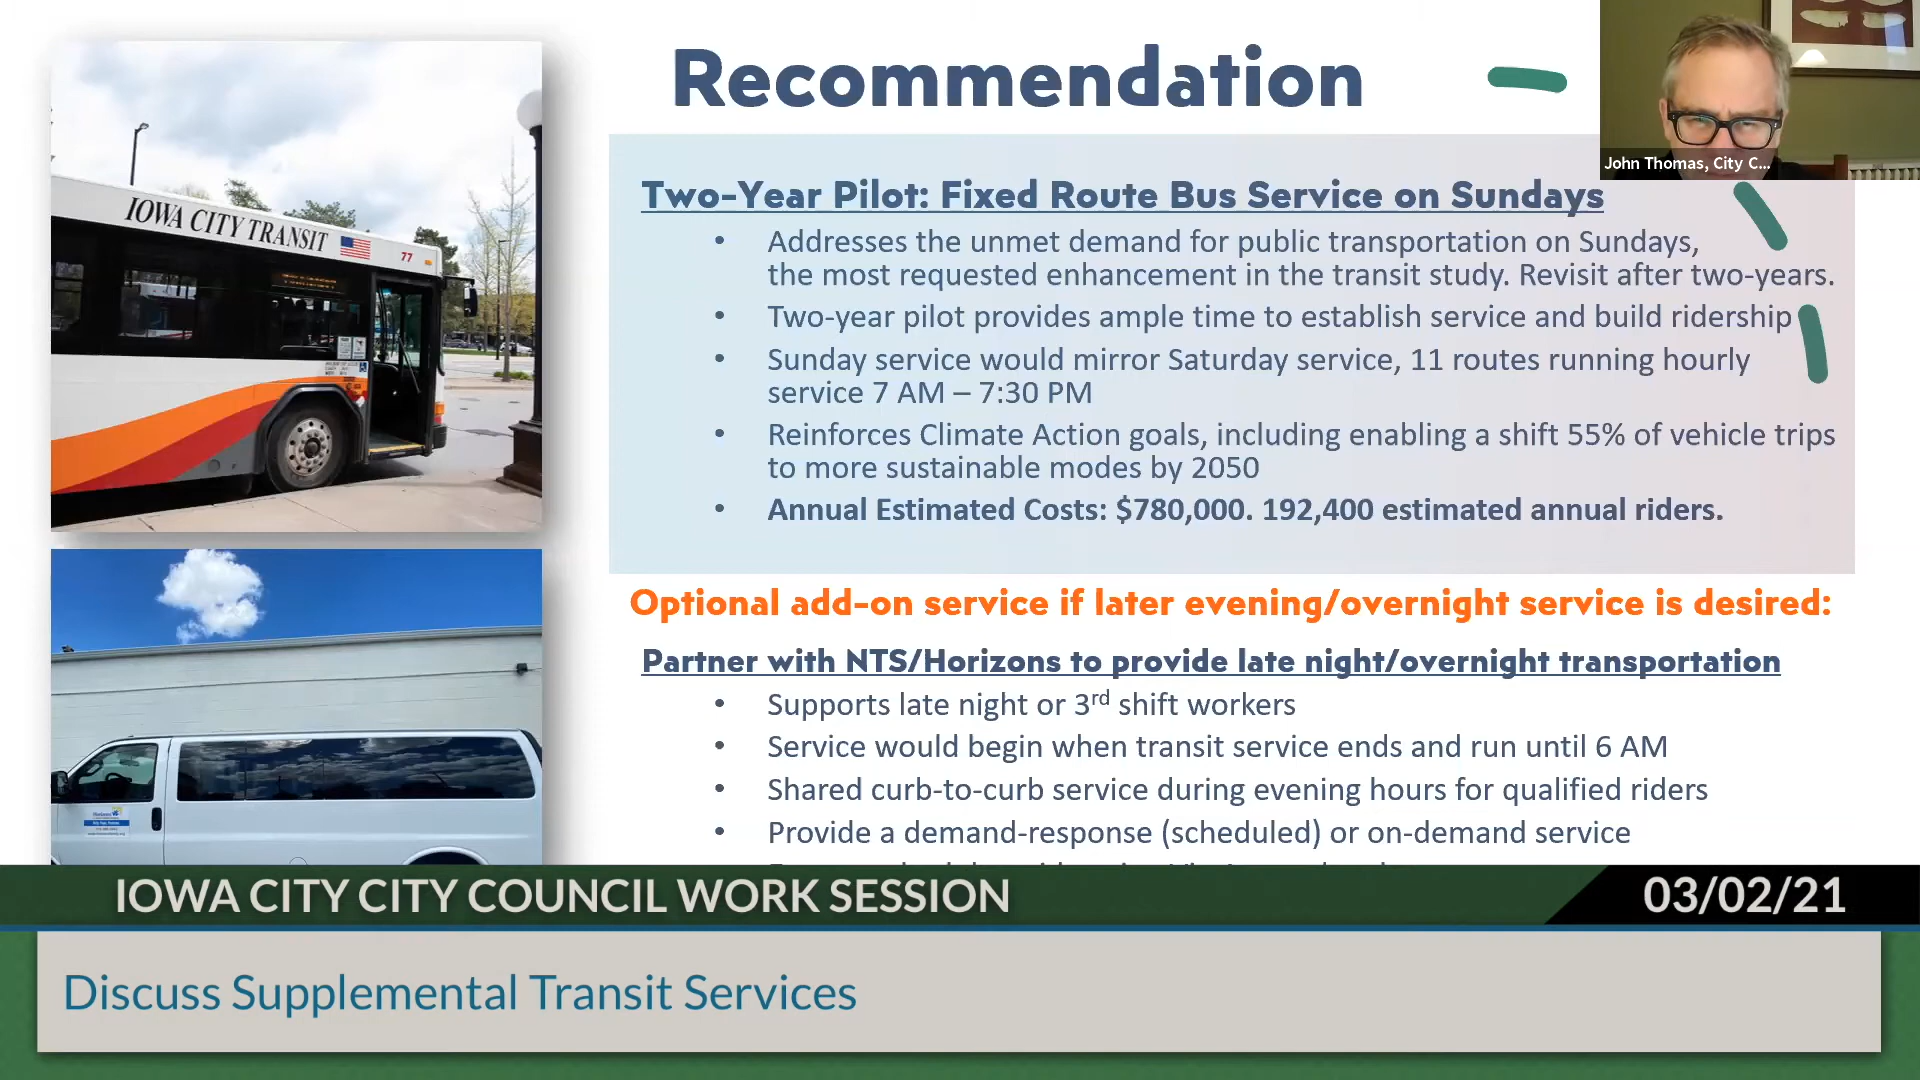 Recommendation
John Thomas, City C...
IOWA CITY TRANSIT
77
Two-Year Pilot: Fixed Route Bus Service on Sundays
• Addresses the unmet demand for public transportation on Sundays,
the most requested enhancement in the transit study. Revisit after two-years.
• Two-year pilot provides ample time to establish service and build ridership
• Sunday service would mirror Saturday service, 11 routes running hourly
service 7 AM – 7:30 PM
• Reinforces Climate Action goals, including enabling a shift 55% of vehicle trips
to more sustainable modes by 2050
• Annual Estimated Costs: $780,000. 192,400 estimated annual riders.
Optional add-on service if later evening/overnight service is desired:
Partner with NTS/Horizons to provide late night/overnight transportation
• Supports late night or 3rd shift workers
• Service would begin when transit service ends and run until 6 AM
• Shared curb-to-curb service during evening hours for qualified riders
• Provide a demand-response (scheduled) or on-demand service
IOWA CITY CITY COUNCIL WORK SESSION
03/02/21
Discuss Supplemental Transit Services